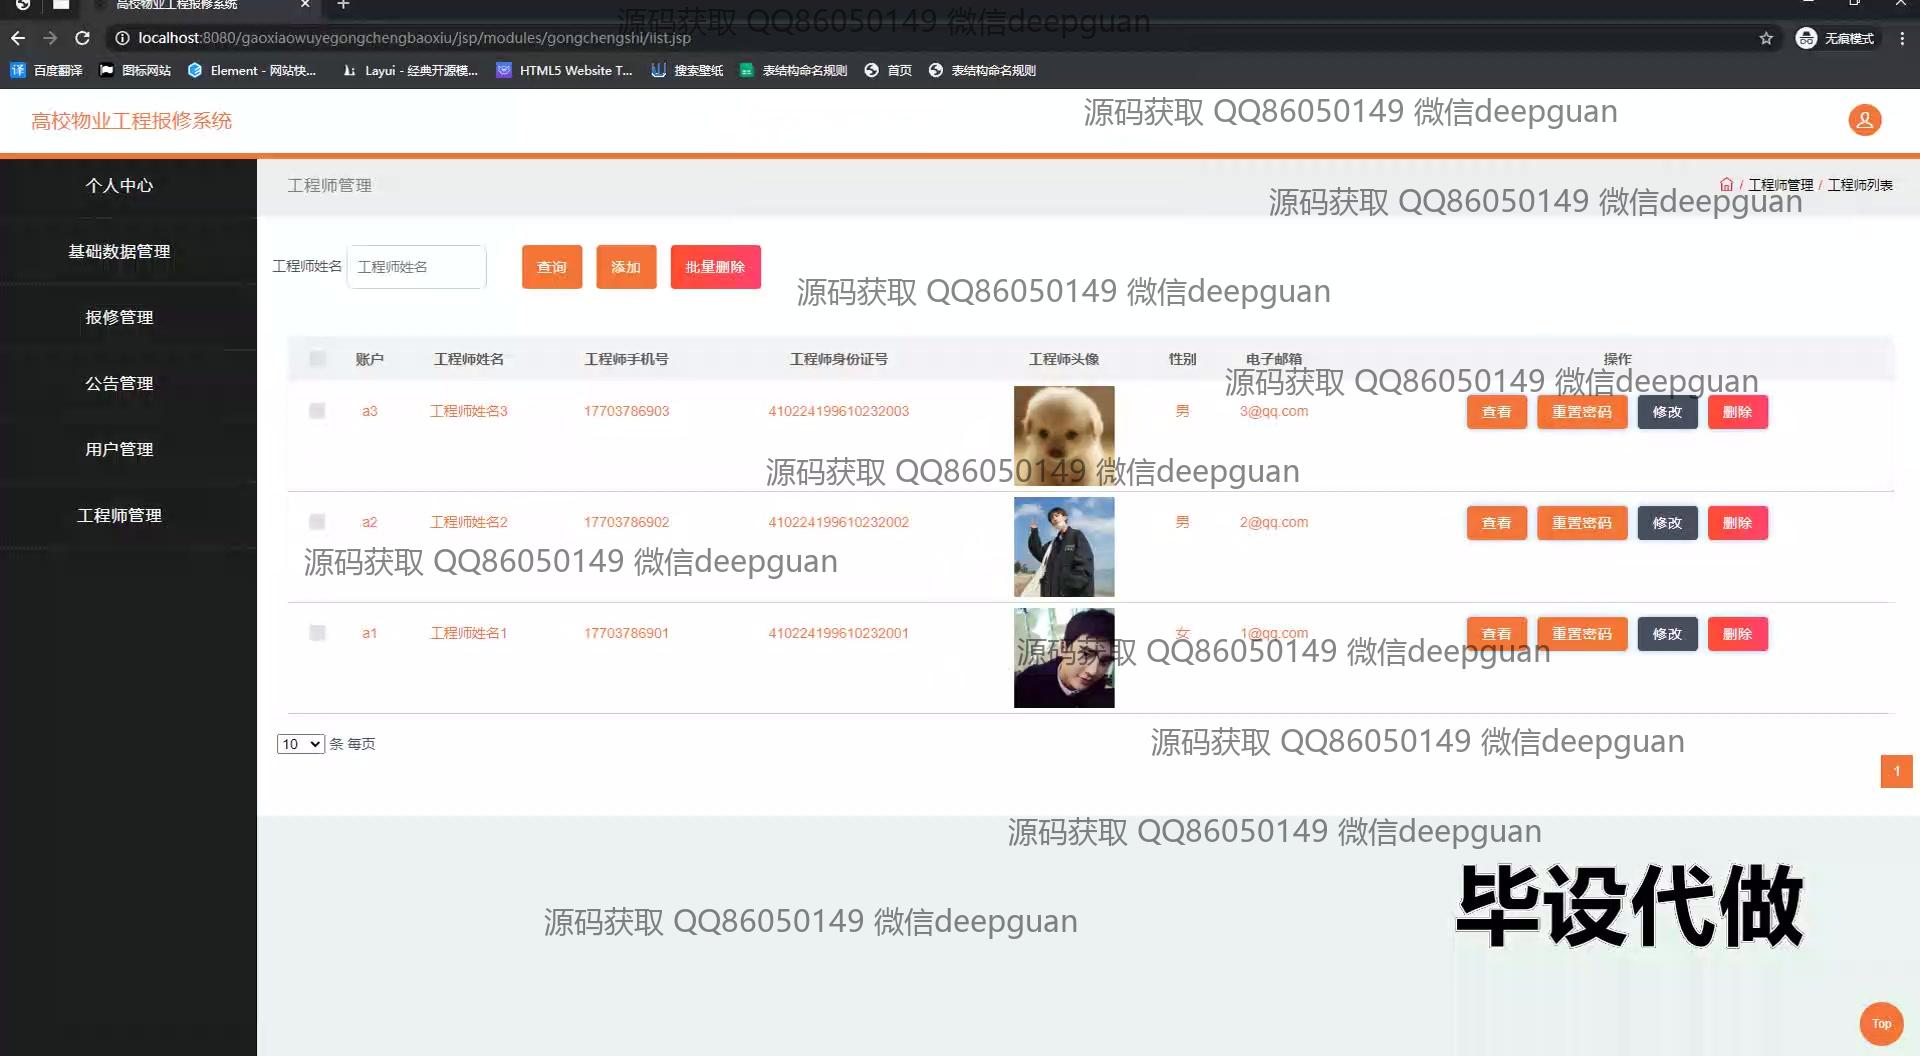 高校物业工程报修系统
localhost:8080/gaoxiaowuyegongchengbaoxiu/jsp/modules/gongchengshi/list.jsp
无痕模式
源码获取 QQ86050149 微信deepguan
百度翻译 图标网站 Element - 网站快... Layui - 经典开源模... HTML5 Website T... 搜索壁纸 表结构命名规则 首页 表结构命名规则
高校物业工程报修系统
源码获取 QQ86050149 微信deepguan
个人中心
基础数据管理
报修管理
公告管理
用户管理
工程师管理
工程师管理
/ 工程师管理 / 工程师列表
源码获取 QQ86050149 微信deepguan
工程师姓名 工程师姓名 查询 添加 批量删除
源码获取 QQ86050149 微信deepguan
账户 工程师姓名 工程师手机号 工程师身份证号 工程师头像 性别 电子邮箱 操作
源码获取 QQ86050149 微信deepguan
a3 工程师姓名3 17703786903 410224199610232003 男 3@qq.com 查看 重置密码 修改 删除
源码获取 QQ86050149 微信deepguan
a2 工程师姓名2 17703786902 410224199610232002 男 2@qq.com 查看 重置密码 修改 删除
源码获取 QQ86050149 微信deepguan
a1 工程师姓名1 17703786901 410224199610232001 女 1@qq.com 查看 重置密码 修改 删除
源码获取 QQ86050149 微信deepguan
10 条 每页
源码获取 QQ86050149 微信deepguan
1
源码获取 QQ86050149 微信deepguan
毕设代做
源码获取 QQ86050149 微信deepguan
Top